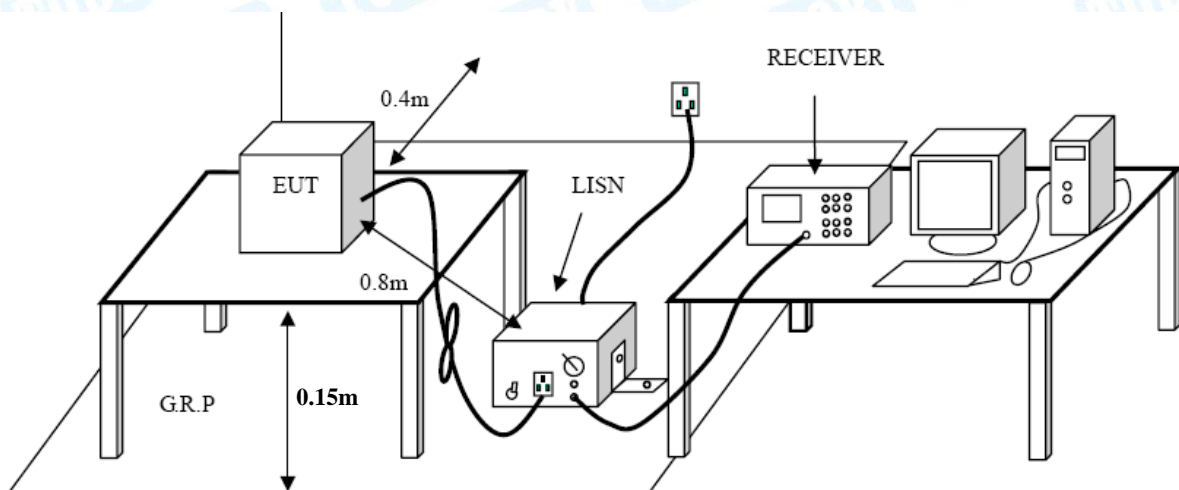 RECEIVER
0.4m
EUT
LISN
0.8m
G.R.P
0.15m